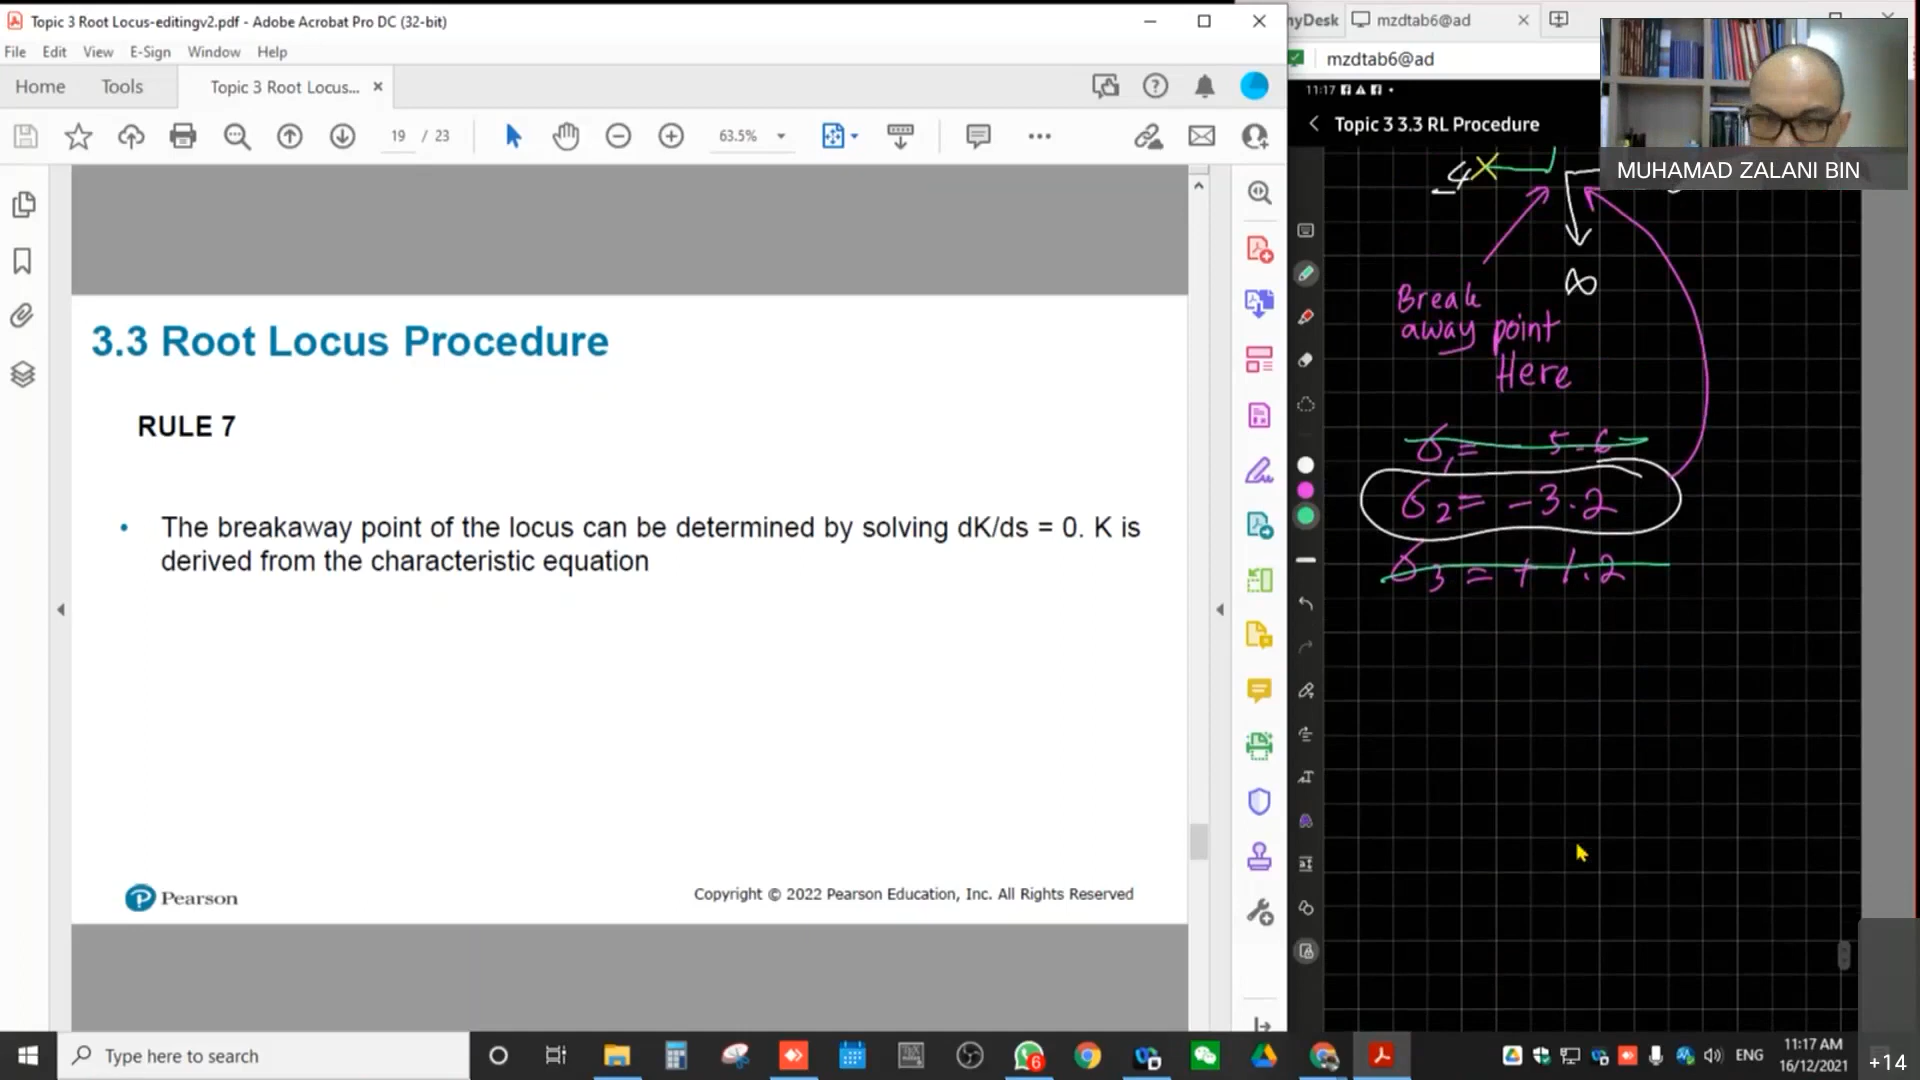 Topic 3 Root Locus-editingv2.pdf - Adobe Acrobat Pro DC (32-bit)
File Edit View E-Sign Window Help
Home Tools Topic 3 Root Locus...
19 / 23 63.5%
3.3 Root Locus Procedure
RULE 7
• The breakaway point of the locus can be determined by solving dK/ds = 0. K is
derived from the characteristic equation
Pearson
Copyright © 2022 Pearson Education, Inc. All Rights Reserved
nyDesk mzdtab6@ad
mzdtab6@ad
11:17
Topic 3 3.3 RL Procedure
MUHAMAD ZALANI BIN
-4
∞
Break
away point
Here
σ1 = -5.6
σ2 = -3.2
σ3 = +1.2
Type here to search
6
ENG
11:17 AM
16/12/2021
+14